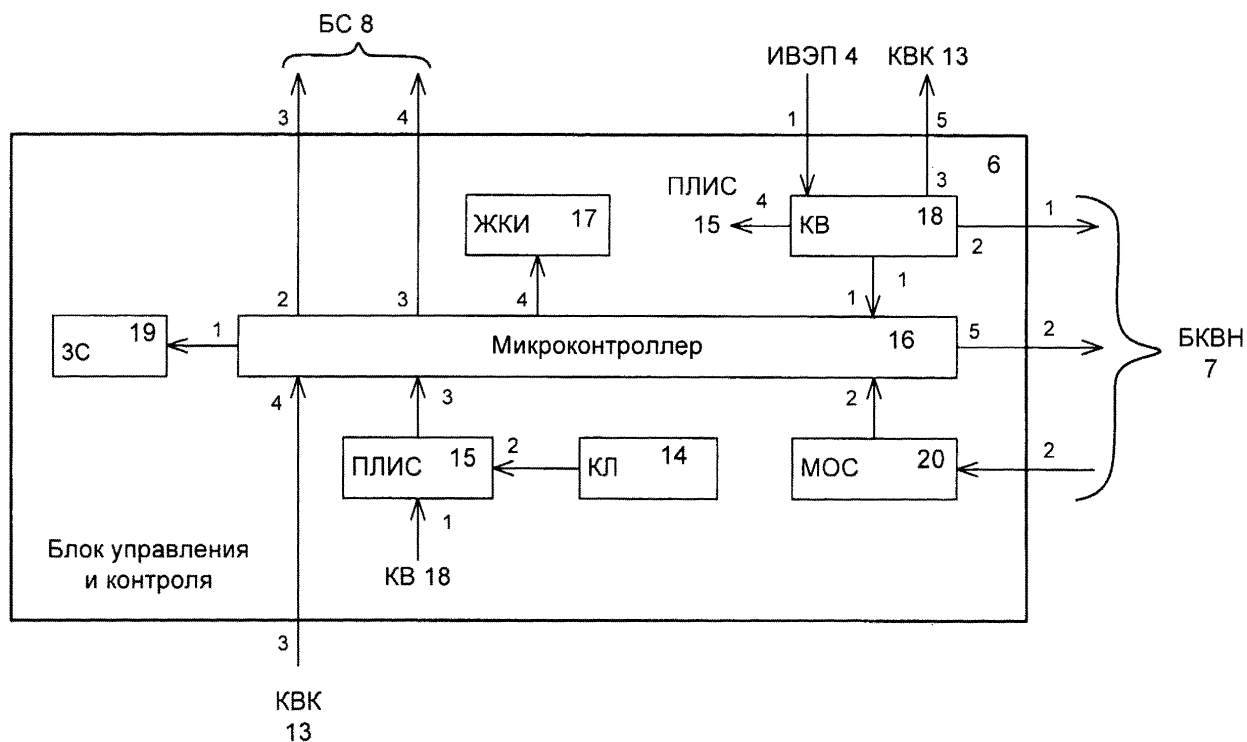 БС 8
ИВЭП 4
КВК 13
3
4
1
5
6
ПЛИС
15
4
3
КВ
18
1
2
ЖКИ
17
2
3
4
1
1
ЗС
19
1
Микроконтроллер
16
5
2
БКВН
7
4
3
2
ПЛИС
15
2
КЛ
14
МОС
20
2
1
КВ 18
Блок управления
и контроля
3
КВК
13